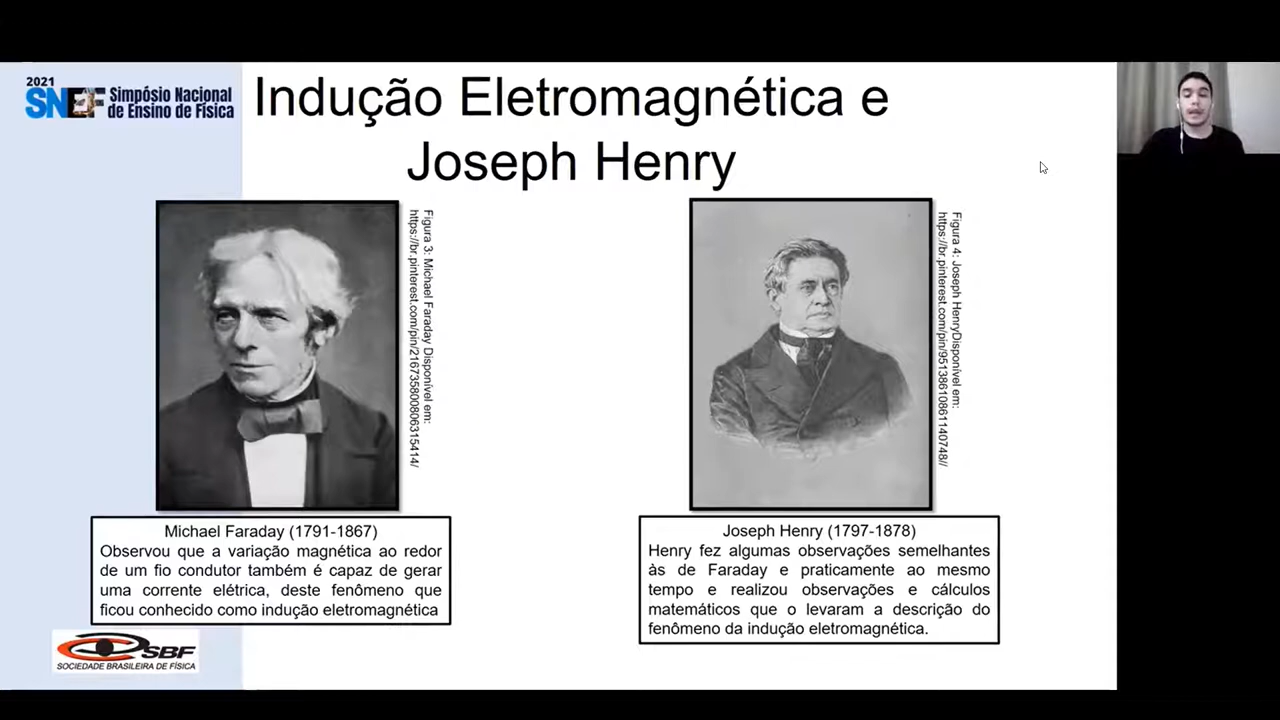 2021
SNEF Simpósio Nacional
de Ensino de Física
Indução Eletromagnética e
Joseph Henry
Figura 3: Michael Faraday Disponível em:
https://br.pinterest.com/pin/216735800806315414/
Figura 4: Joseph HenryDisponível em:
https://br.pinterest.com/pin/95138610861140748//
Michael Faraday (1791-1867)
Observou que a variação magnética ao redor
de um fio condutor também é capaz de gerar
uma corrente elétrica, deste fenômeno que
ficou conhecido como indução eletromagnética
Joseph Henry (1797-1878)
Henry fez algumas observações semelhantes
às de Faraday e praticamente ao mesmo
tempo e realizou observações e cálculos
matemáticos que o levaram a descrição do
fenômeno da indução eletromagnética.
SBF
SOCIEDADE BRASILEIRA DE FÍSICA